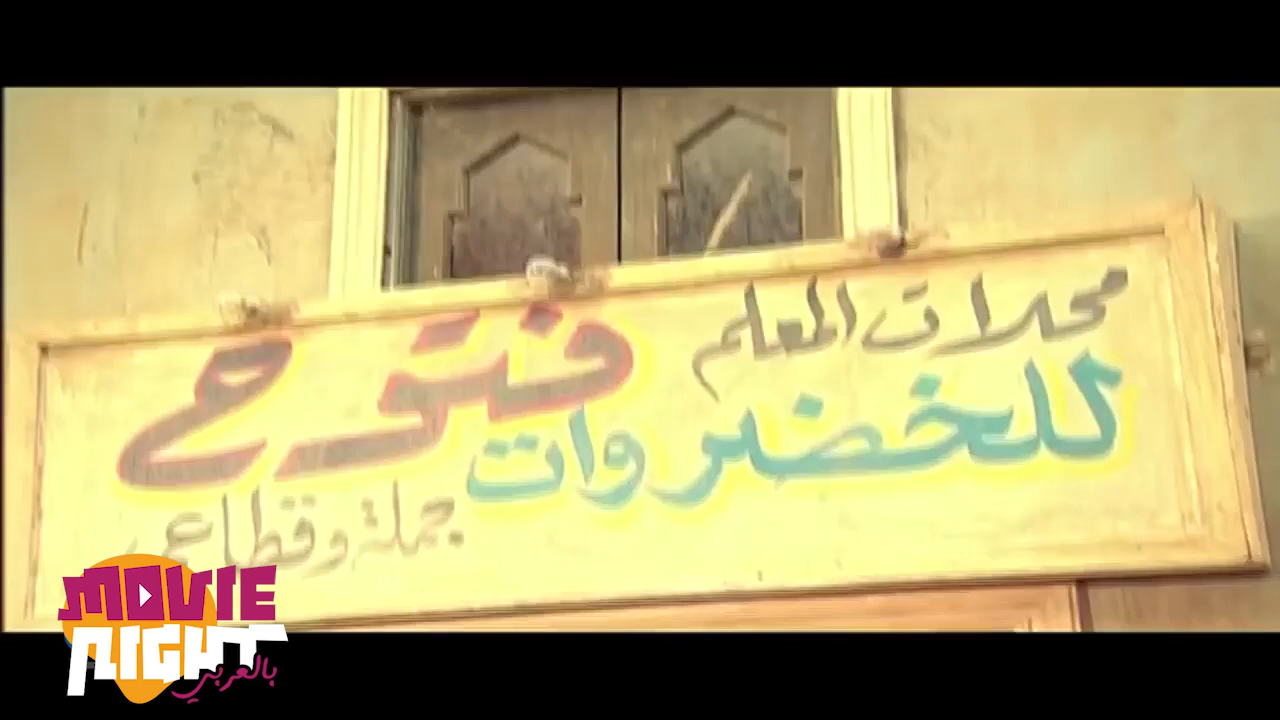 محلات المعلم
فتوح
للخضروات
جملة وقطاعي
MOVIE
NIGHT
بالعربي